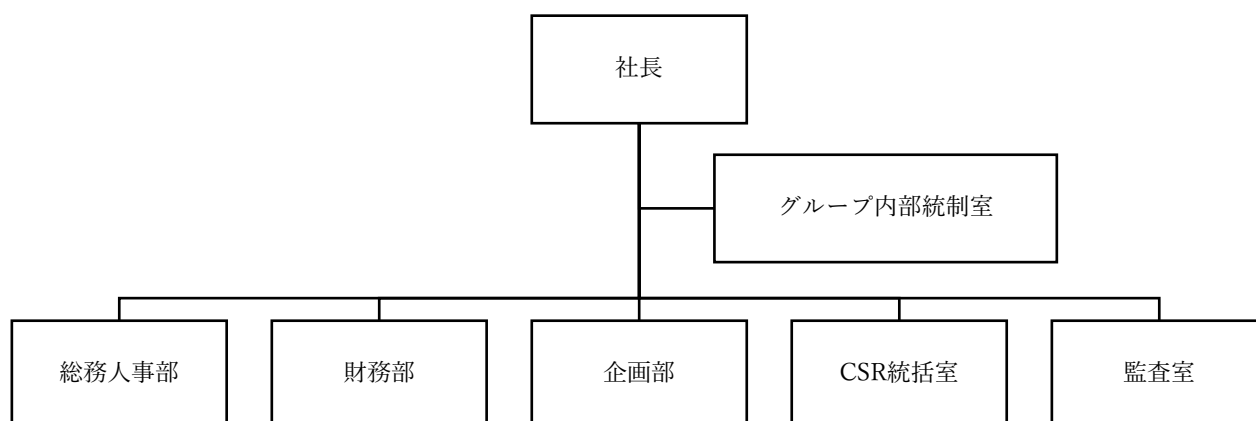 社長
グループ内部統制室
総務人事部
財務部
企画部
CSR統括室
監査室